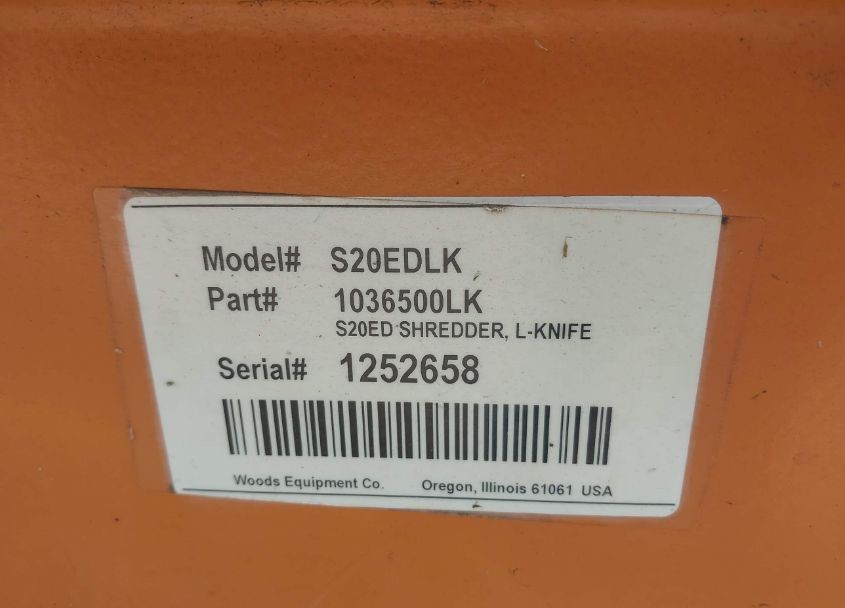 Model# S20EDLK
Part# 1036500LK
S20ED SHREDDER, L-KNIFE
Serial# 1252658
Woods Equipment Co. Oregon, Illinois 61061 USA